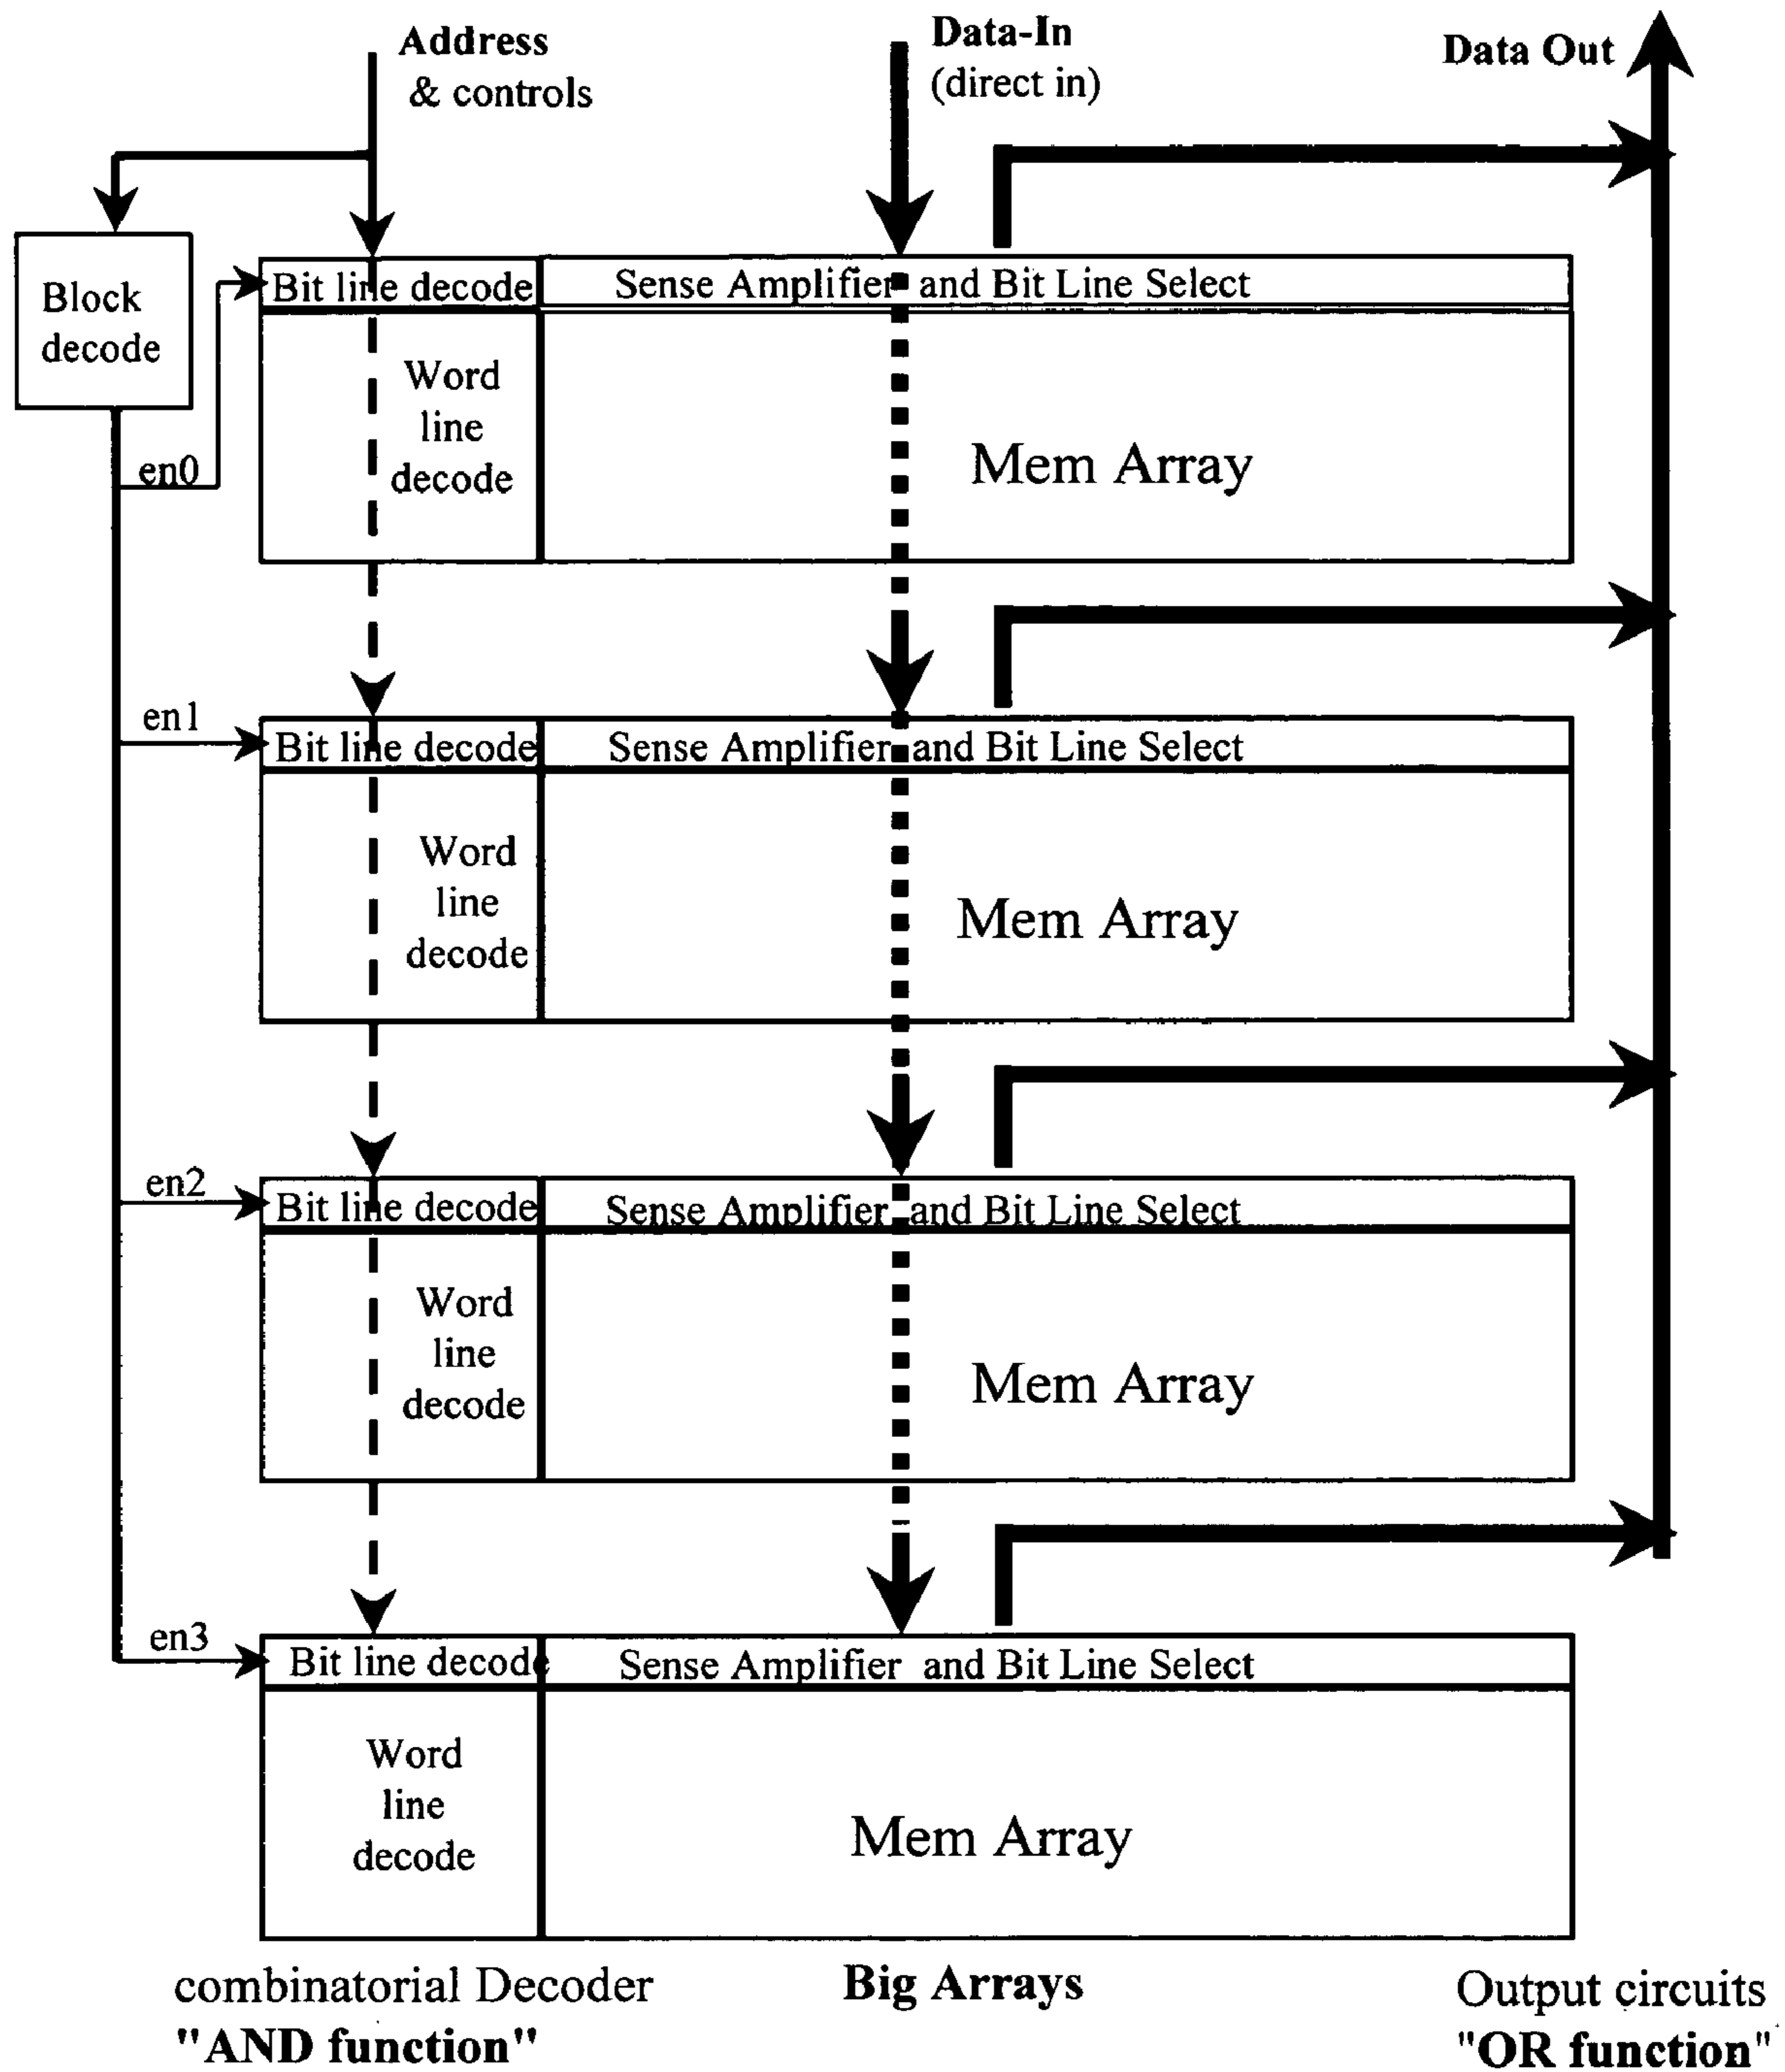 Address
& controls
Data-In
(direct in)
Data Out
Block
decode
en0
Bit line decode
Sense Amplifier and Bit Line Select
Word
line
decode
Mem Array
en1
Bit line decode
Sense Amplifier and Bit Line Select
Word
line
decode
Mem Array
en2
Bit line decode
Sense Amplifier and Bit Line Select
Word
line
decode
Mem Array
en3
Bit line decode
Sense Amplifier and Bit Line Select
Word
line
decode
Mem Array
combinatorial Decoder
"AND function"
Big Arrays
Output circuits
"OR function"